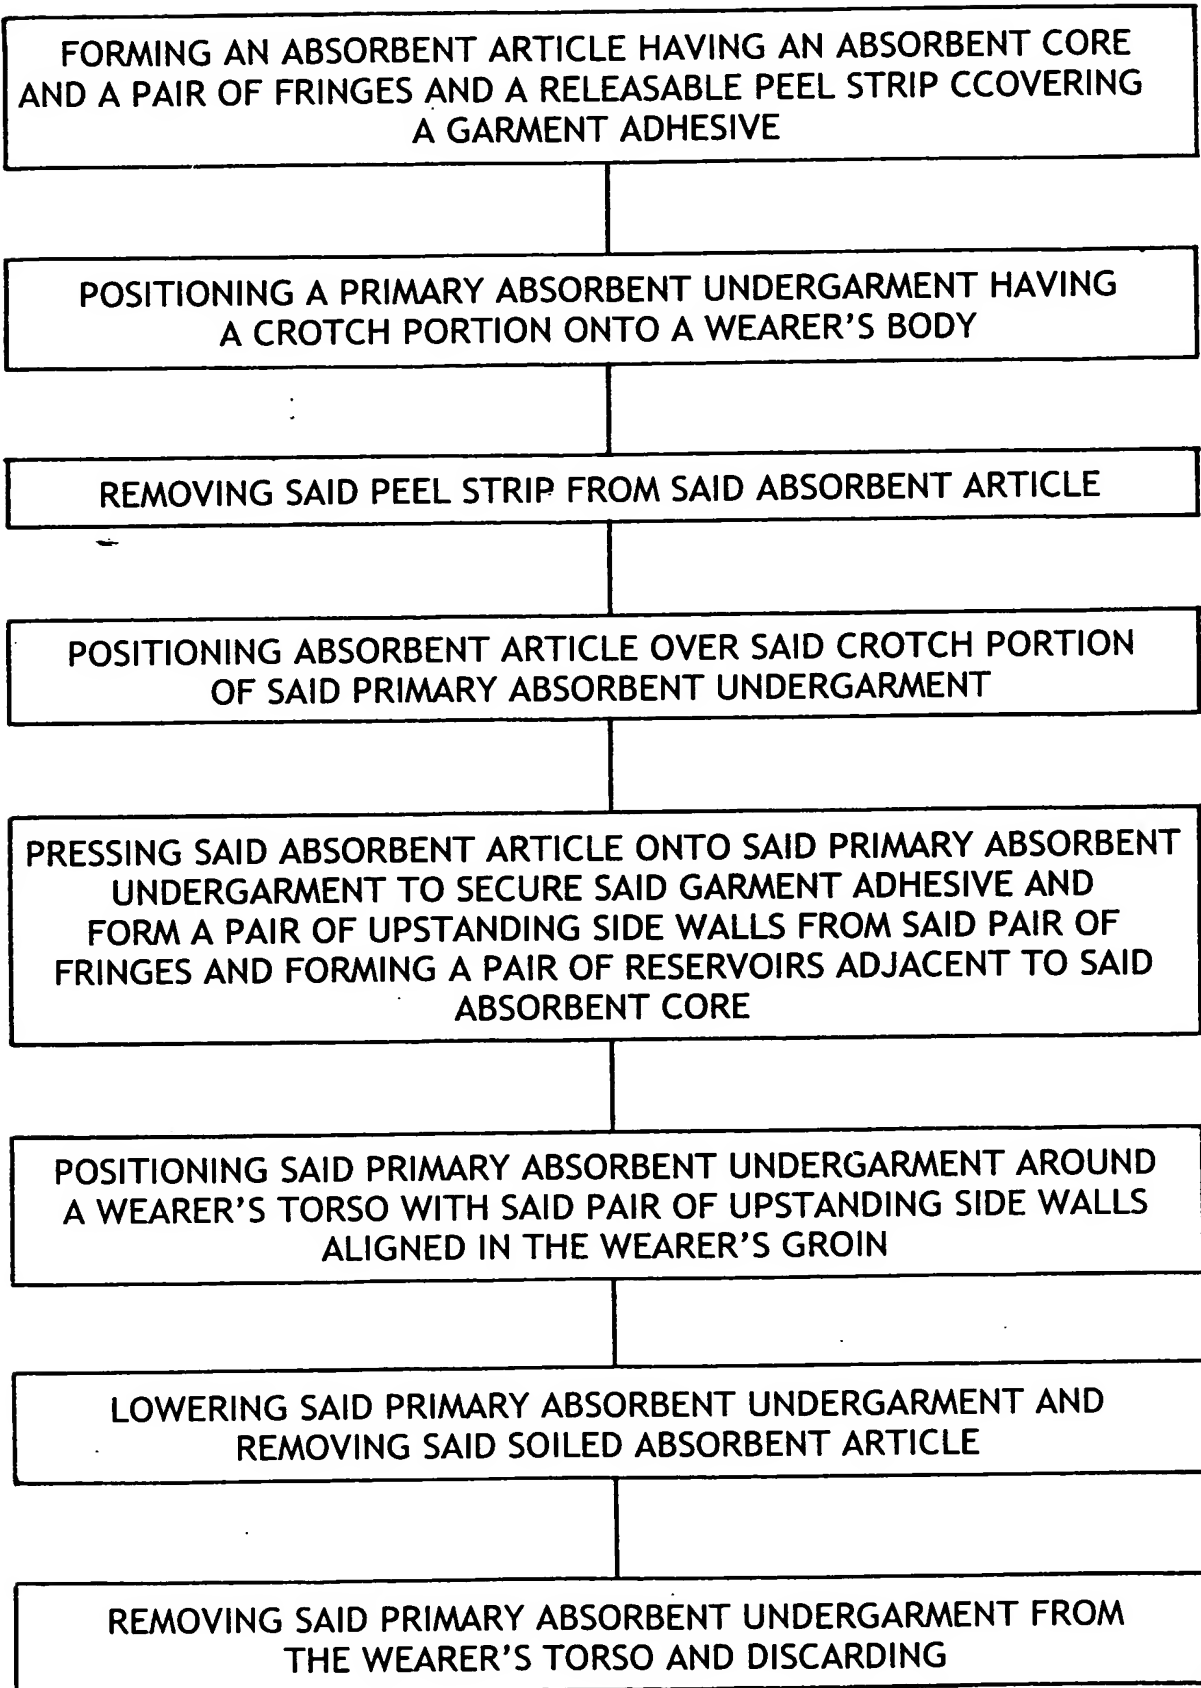 FORMING AN ABSORBENT ARTICLE HAVING AN ABSORBENT CORE
AND A PAIR OF FRINGES AND A RELEASABLE PEEL STRIP CCOVERING
A GARMENT ADHESIVE
POSITIONING A PRIMARY ABSORBENT UNDERGARMENT HAVING
A CROTCH PORTION ONTO A WEARER'S BODY
REMOVING SAID PEEL STRIP FROM SAID ABSORBENT ARTICLE
POSITIONING ABSORBENT ARTICLE OVER SAID CROTCH PORTION
OF SAID PRIMARY ABSORBENT UNDERGARMENT
PRESSING SAID ABSORBENT ARTICLE ONTO SAID PRIMARY ABSORBENT
UNDERGARMENT TO SECURE SAID GARMENT ADHESIVE AND
FORM A PAIR OF UPSTANDING SIDE WALLS FROM SAID PAIR OF
FRINGES AND FORMING A PAIR OF RESERVOIRS ADJACENT TO SAID
ABSORBENT CORE
POSITIONING SAID PRIMARY ABSORBENT UNDERGARMENT AROUND
A WEARER'S TORSO WITH SAID PAIR OF UPSTANDING SIDE WALLS
ALIGNED IN THE WEARER'S GROIN
LOWERING SAID PRIMARY ABSORBENT UNDERGARMENT AND
REMOVING SAID SOILED ABSORBENT ARTICLE
REMOVING SAID PRIMARY ABSORBENT UNDERGARMENT FROM
THE WEARER'S TORSO AND DISCARDING